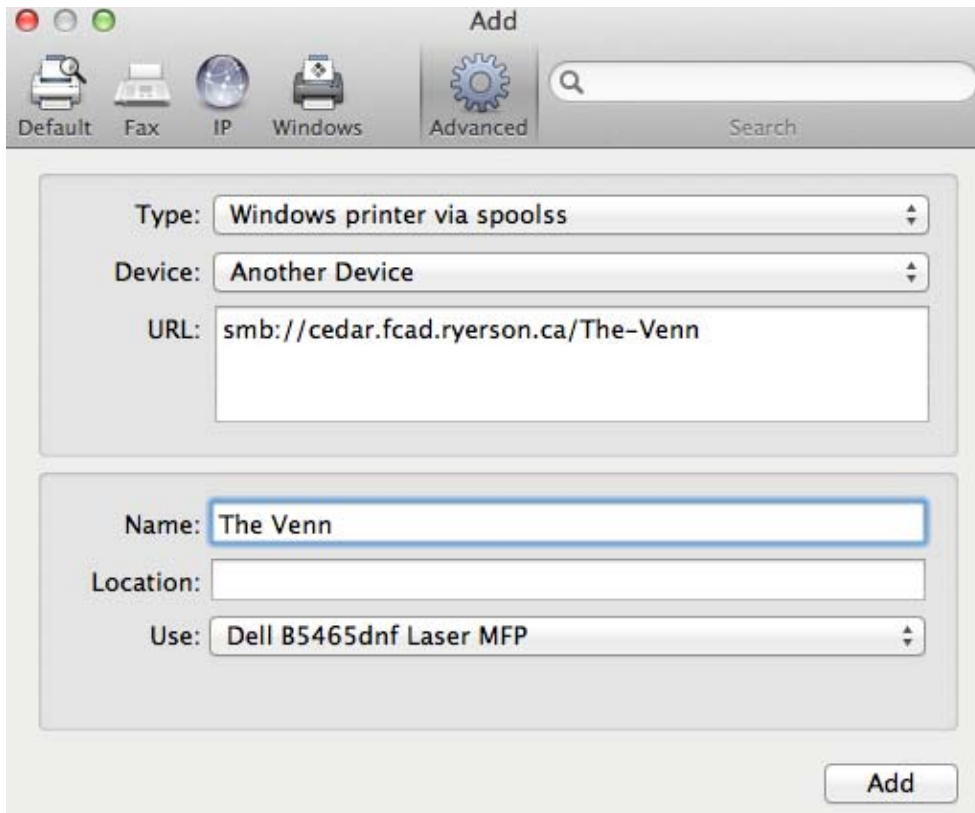 Add
Default Fax IP Windows Advanced Search
Type: Windows printer via spoolss
Device: Another Device
URL: smb://cedar.fcad.ryerson.ca/The-Venn
Name: The Venn
Location:
Use: Dell B5465dnf Laser MFP
Add